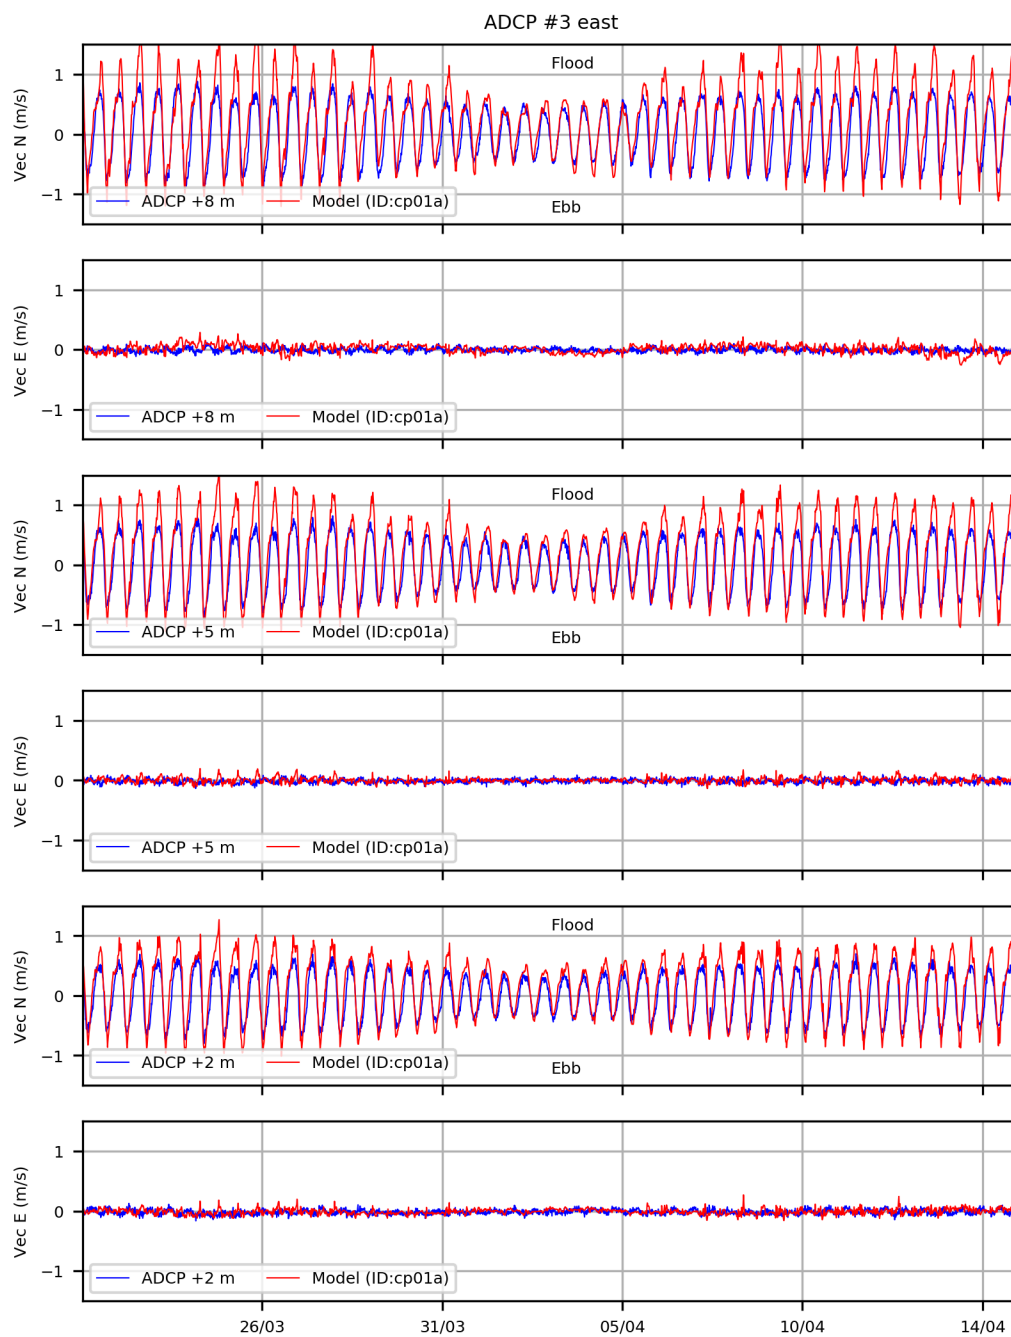 ADCP #3 east
Vec N (m/s)
1
0
−1
Flood
Ebb
ADCP +8 m
Model (ID:cp01a)
Vec E (m/s)
1
0
−1
ADCP +8 m
Model (ID:cp01a)
Vec N (m/s)
1
0
−1
Flood
Ebb
ADCP +5 m
Model (ID:cp01a)
Vec E (m/s)
1
0
−1
ADCP +5 m
Model (ID:cp01a)
Vec N (m/s)
1
0
−1
Flood
Ebb
ADCP +2 m
Model (ID:cp01a)
Vec E (m/s)
1
0
−1
ADCP +2 m
Model (ID:cp01a)
26/03 31/03 05/04 10/04 14/04